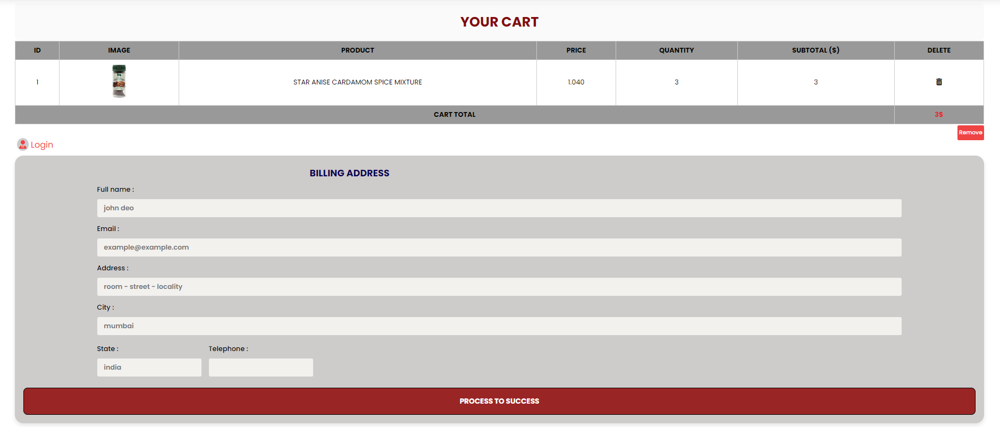 YOUR CART
ID IMAGE PRODUCT PRICE QUANTITY SUBTOTAL ($) DELETE
1 STAR ANISE CARDAMOM SPICE MIXTURE 1.040 3 3
CART TOTAL 3$
Remove
Login
BILLING ADDRESS
Full name :
john deo
Email :
example@example.com
Address :
room - street - locality
City :
mumbai
State : Telephone :
india
PROCESS TO SUCCESS